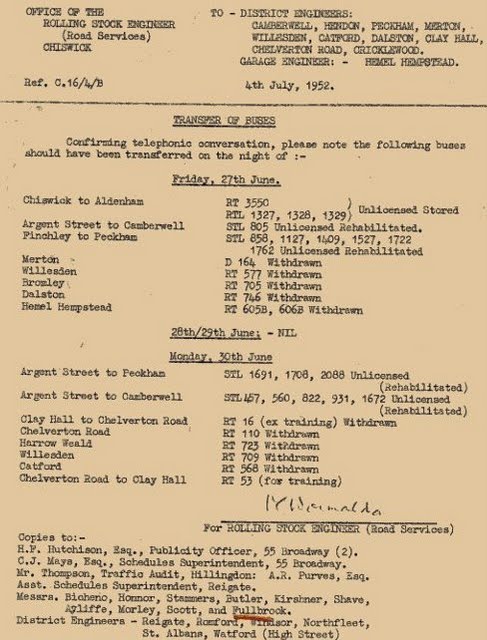 OFFICE OF THE
ROLLING STOCK ENGINEER
(Road Services)
CHISWICK
Ref. C.16/4/B
TO - DISTRICT ENGINEERS:
CAMBERWELL, HENDON, PECKHAM, MERTON,
WILLESDEN, CATFORD, DALSTON, CLAY HALL,
CHELVERTON ROAD, CRICKLEWOOD.
GARAGE ENGINEER: - HEMEL HEMPSTEAD.
4th July, 1952.
TRANSFER OF BUSES
Confirming telephonic conversation, please note the following buses
should have been transferred on the night of :-
Friday, 27th June.
Chiswick to Aldenham RT 3550
RTL 1327, 1328, 1329) Unlicensed Stored
Argent Street to Camberwell STL 805 Unlicensed Rehabilitated.
Finchley to Peckham STL 858, 1127, 1409, 1527, 1722
1762 Unlicensed Rehabilitated
Merton D 164 Withdrawn
Willesden RT 577 Withdrawn
Bromley RT 705 Withdrawn
Dalston RT 746 Withdrawn
Hemel Hempstead RT 605B, 606B Withdrawn
28th/29th June: - NIL
Monday, 30th June
Argent Street to Peckham STL 1691, 1708, 2088 Unlicensed
(Rehabilitated)
Argent Street to Camberwell STL457, 560, 822, 931, 1672 Unlicensed
(Rehabilitated)
Clay Hall to Chelverton Road RT 16 (ex training) Withdrawn
Chelverton Road RT 110 Withdrawn
Harrow Weald RT 723 Withdrawn
Willesden RT 709 Withdrawn
Catford RT 568 Withdrawn
Chelverton Road to Clay Hall RT 53 (for training)
For ROLLING STOCK ENGINEER (Road Services)
Copies to:-
H.F. Hutchison, Esq., Publicity Officer, 55 Broadway (2).
C.J. Mays, Esq., Schedules Superintendent, 55 Broadway.
Mr. Thompson, Traffic Audit, Hillingdon: A.R. Purves, Esq.
Asst. Schedules Superintendent, Reigate.
Messrs. Bicheno, Honnor, Stammers, Butler, Kirshner, Shave,
Ayliffe, Morley, Scott, and Fullbrook.
District Engineers - Reigate, Romford, Windsor, Northfleet,
St. Albans, Watford (High Street)